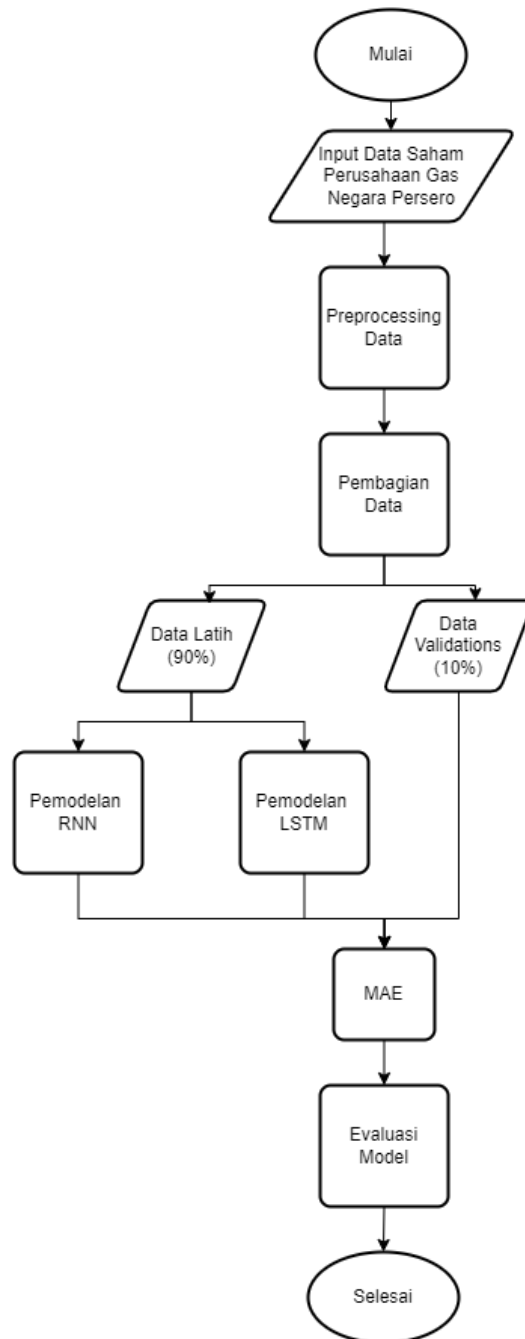 Mulai
Input Data Saham
Perusahaan Gas
Negara Persero
Preprocessing
Data
Pembagian
Data
Data Latih
(90%)
Data
Validations
(10%)
Pemodelan
RNN
Pemodelan
LSTM
MAE
Evaluasi
Model
Selesai